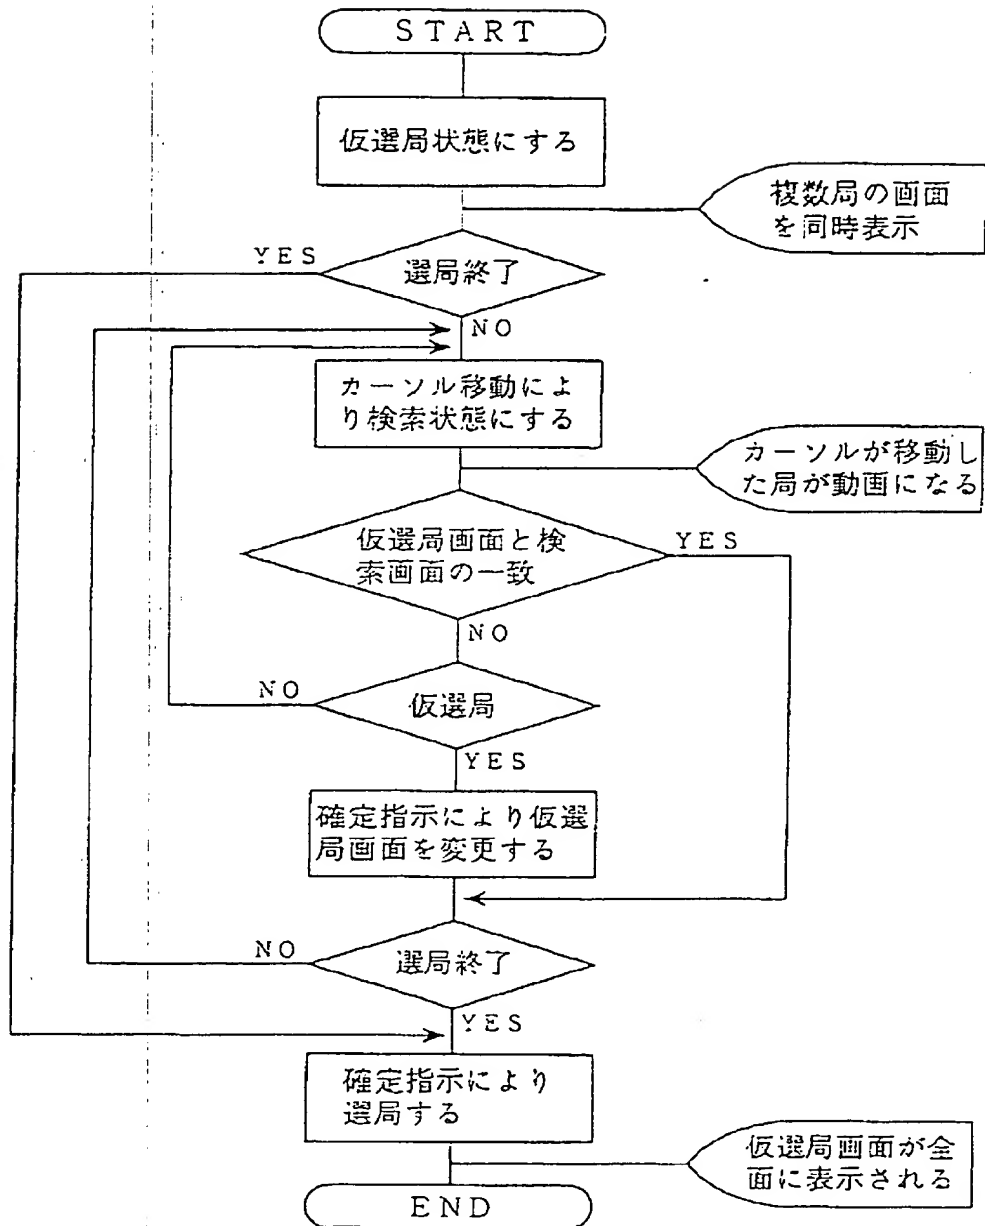 START
仮選局状態にする
複数局の画面
を同時表示
YES
選局終了
NO
カーソル移動によ
り検索状態にする
カーソルが移動し
た局が動画になる
仮選局画面と検
索画面の一致
YES
NO
NO
仮選局
YES
確定指示により仮選
局画面を変更する
NO
選局終了
YES
確定指示により
選局する
仮選局画面が全
面に表示される
END